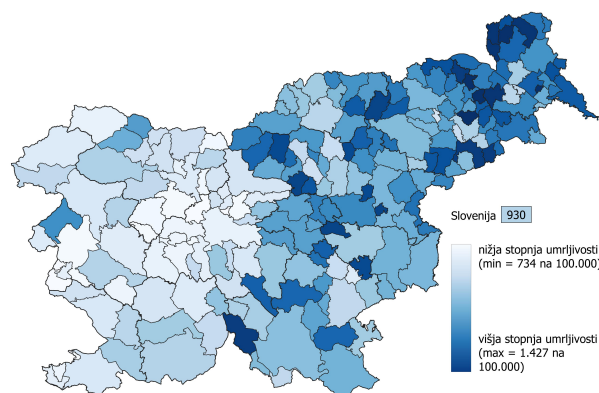 Slovenija 930
nižja stopnja umrljivosti
(min = 734 na 100.000)
višja stopnja umrljivosti
(max = 1.427 na
100.000)